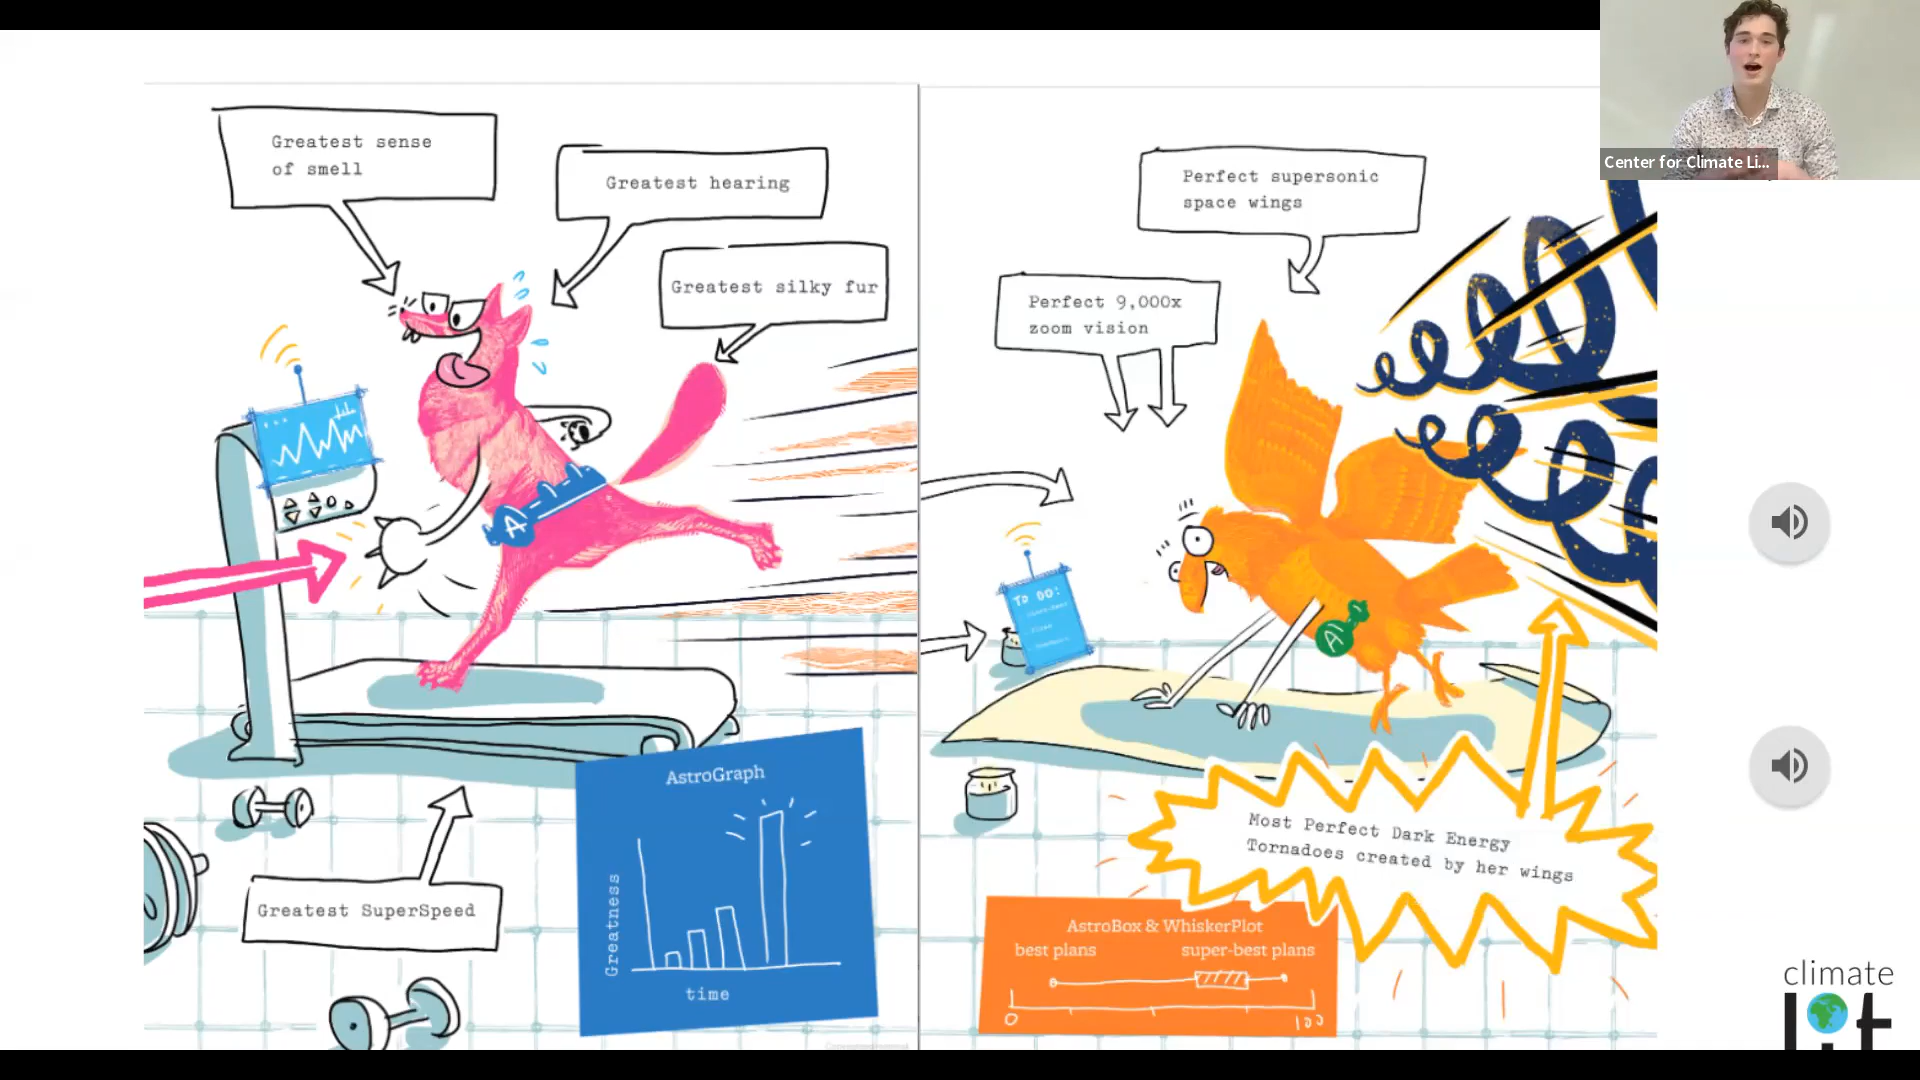 Center for Climate Li...
Greatest sense
of smell
Greatest hearing
Greatest silky fur
A
Greatest SuperSpeed
AstroGraph
Greatness
time
Perfect supersonic
space wings
Perfect 9,000x
zoom vision
TO DO:
A
Most Perfect Dark Energy
Tornadoes created by her wings
AstroBox & WhiskerPlot
best plans super-best plans
0 100
climate
lit